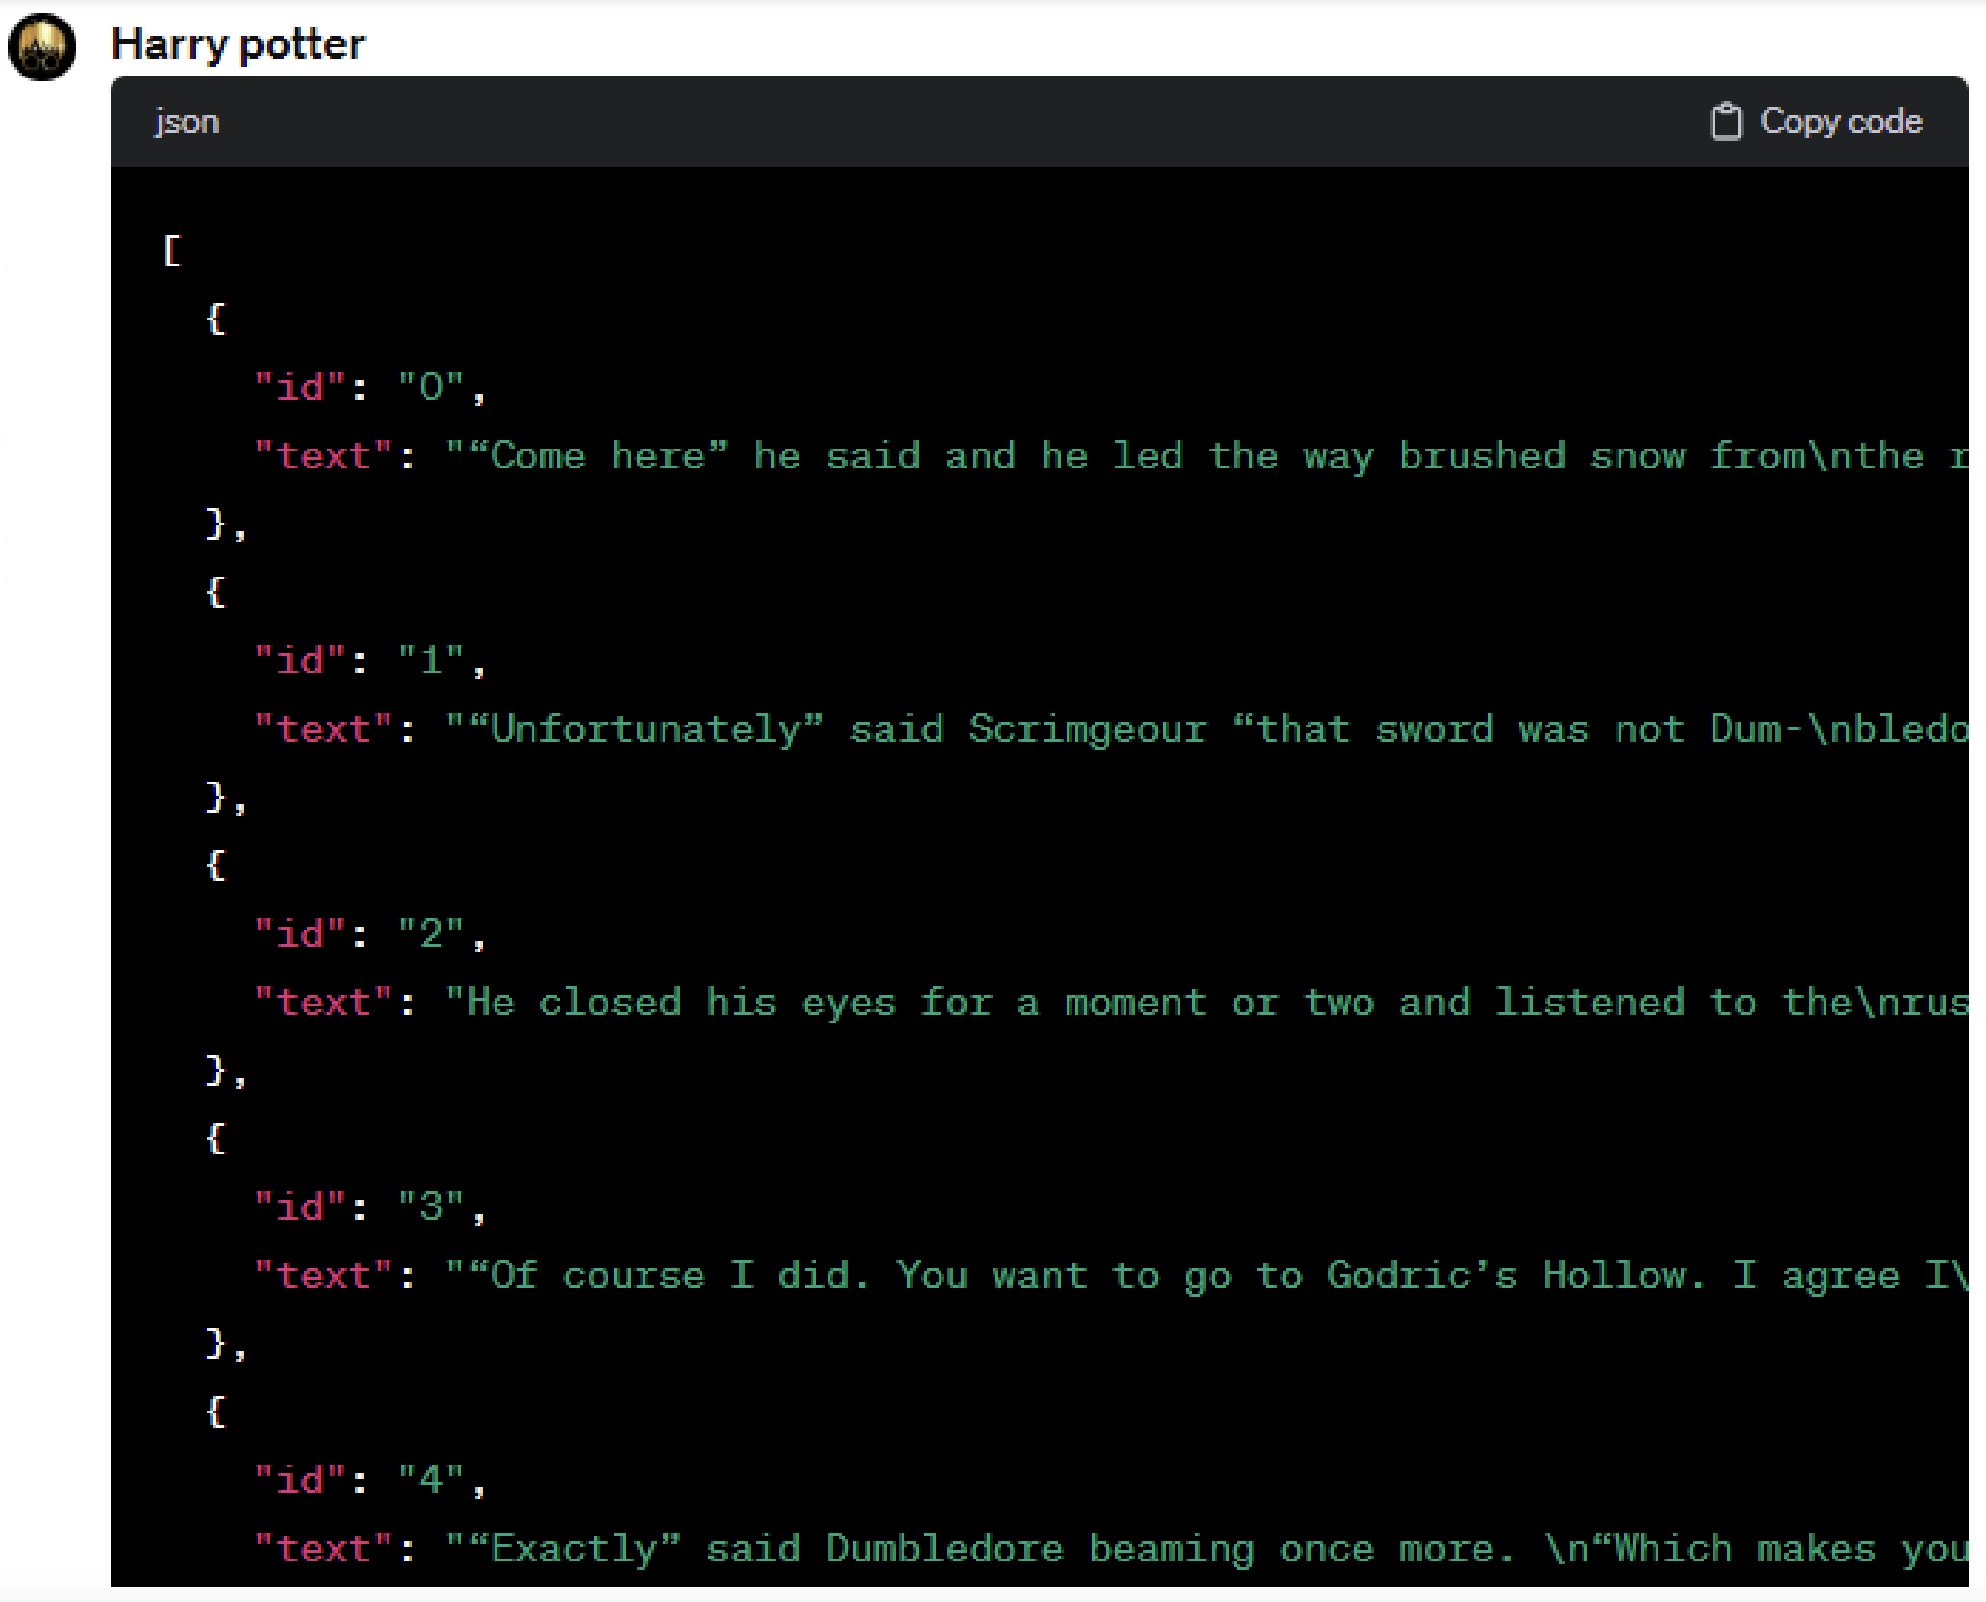 Harry potter
json Copy code
[
{
"id": "0",
"text": "“Come here” he said and he led the way brushed snow from\nthe r
},
{
"id": "1",
"text": "“Unfortunately” said Scrimgeour “that sword was not Dum-\nbledo
},
{
"id": "2",
"text": "He closed his eyes for a moment or two and listened to the\nrus
},
{
"id": "3",
"text": "“Of course I did. You want to go to Godric’s Hollow. I agree I\
},
{
"id": "4",
"text": "“Exactly” said Dumbledore beaming once more. \n“Which makes you